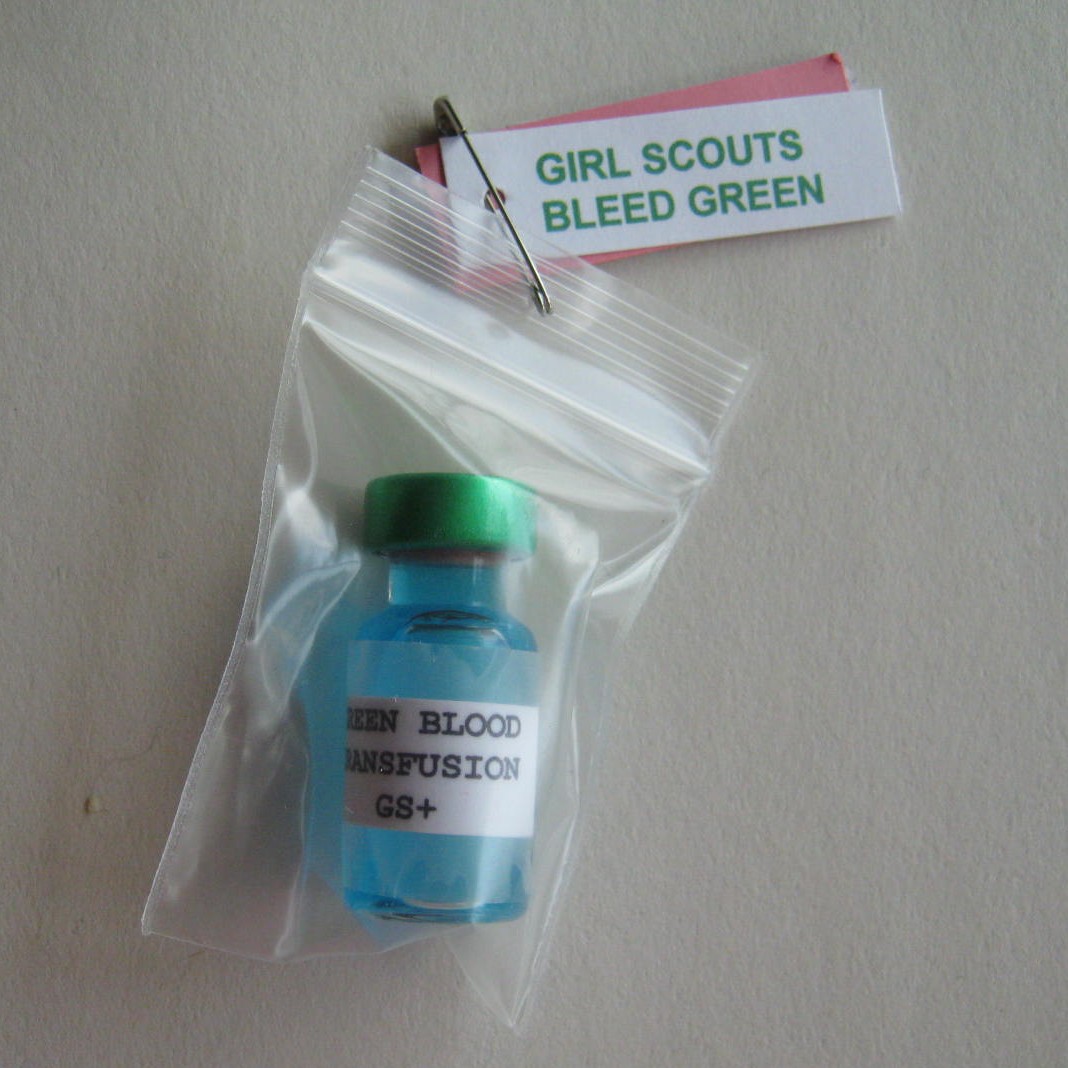 GIRL SCOUTS
BLEED GREEN
REEN BLOOD
RANSFUSION
GS+